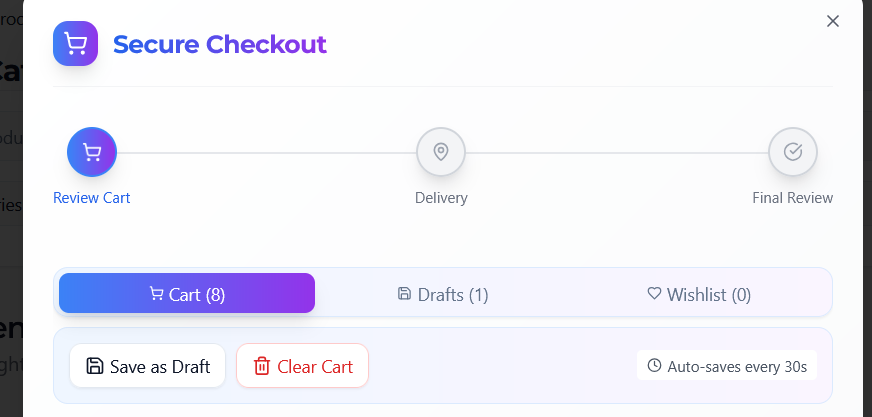 Secure Checkout
Review Cart
Delivery
Final Review
Cart (8)
Drafts (1)
Wishlist (0)
Save as Draft
Clear Cart
Auto-saves every 30s